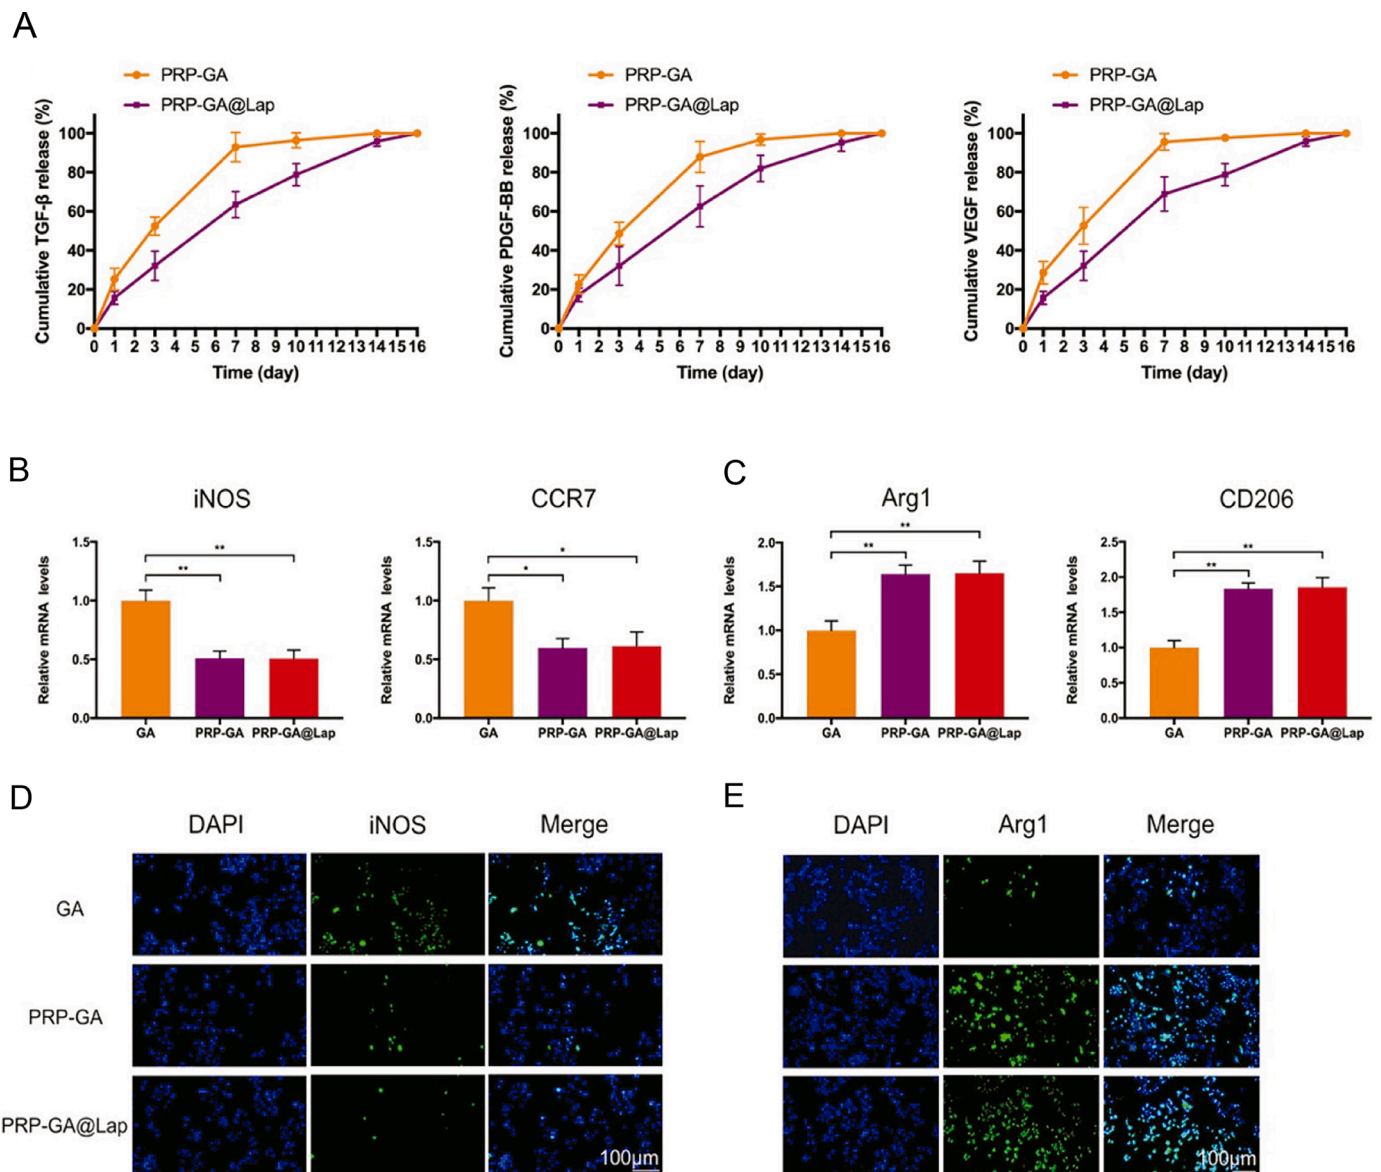 A
PRP-GA
PRP-GA@Lap
Cumulative TGF-β release (%)
100
80
60
40
20
0
0 1 2 3 4 5 6 7 8 9 10 11 12 13 14 15 16
Time (day)
PRP-GA
PRP-GA@Lap
Cumulative PDGF-BB release (%)
100
80
60
40
20
0
0 1 2 3 4 5 6 7 8 9 10 11 12 13 14 15 16
Time (day)
PRP-GA
PRP-GA@Lap
Cumulative VEGF release (%)
100
80
60
40
20
0
0 1 2 3 4 5 6 7 8 9 10 11 12 13 14 15 16
Time (day)
B
iNOS
Relative mRNA levels
1.5
1.0
0.5
0.0
**
**
GA PRP-GA PRP-GA@Lap
CCR7
Relative mRNA levels
1.5
1.0
0.5
0.0
*
*
GA PRP-GA PRP-GA@Lap
C
Arg1
Relative mRNA levels
2.0
1.5
1.0
0.5
0.0
**
**
GA PRP-GA PRP-GA@Lap
CD206
Relative mRNA levels
2.5
2.0
1.5
1.0
0.5
0.0
**
**
GA PRP-GA PRP-GA@Lap
D
DAPI iNOS Merge
GA
PRP-GA
PRP-GA@Lap
100μm
E
DAPI Arg1 Merge
100μm